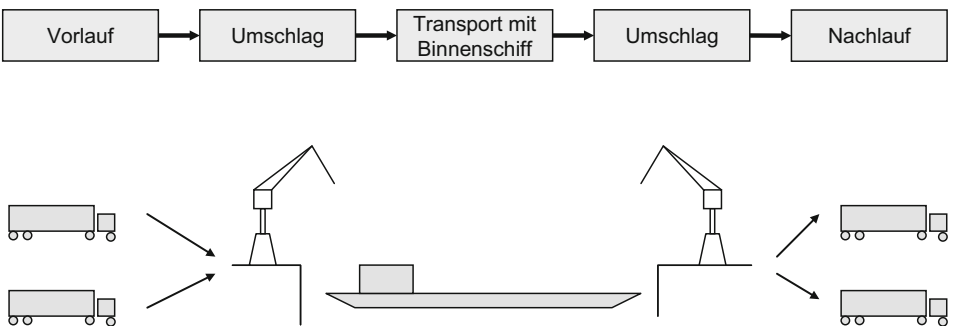 Vorlauf
Umschlag
Transport mit
Binnenschiff
Umschlag
Nachlauf